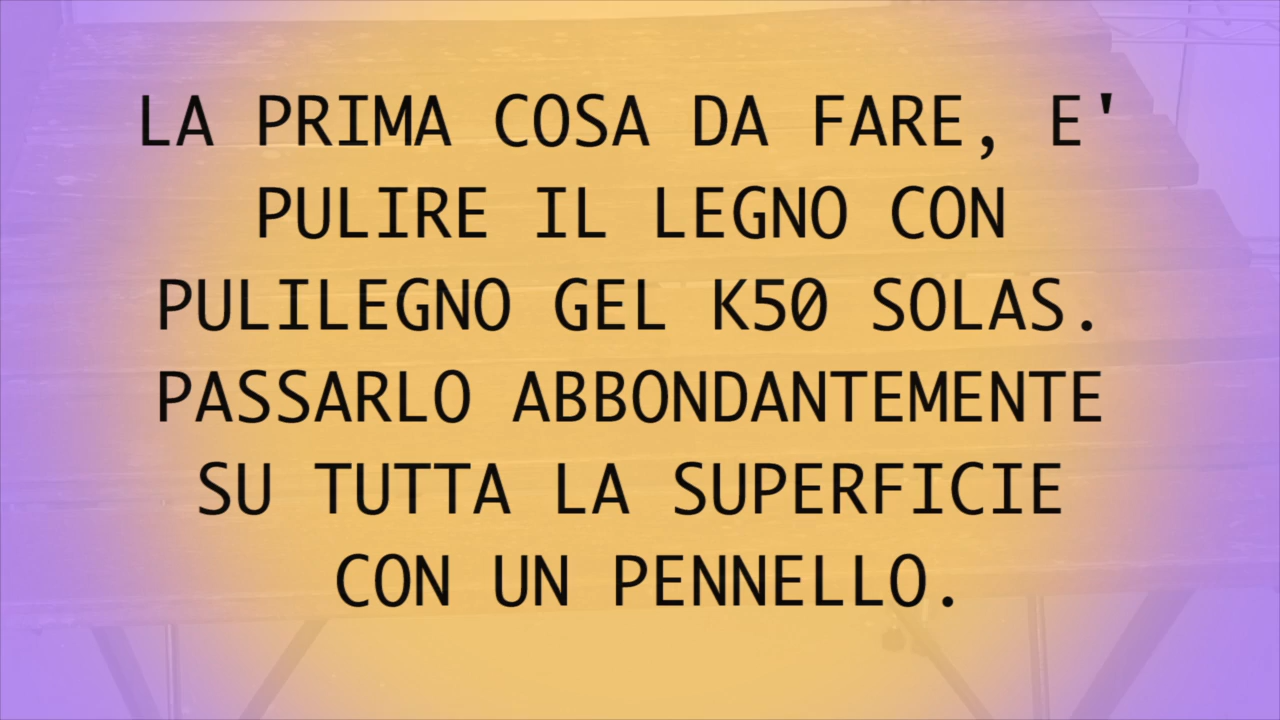 LA PRIMA COSA DA FARE, E'
PULIRE IL LEGNO CON
PULILEGNO GEL K50 SOLAS.
PASSARLO ABBONDANTEMENTE
SU TUTTA LA SUPERFICIE
CON UN PENNELLO.